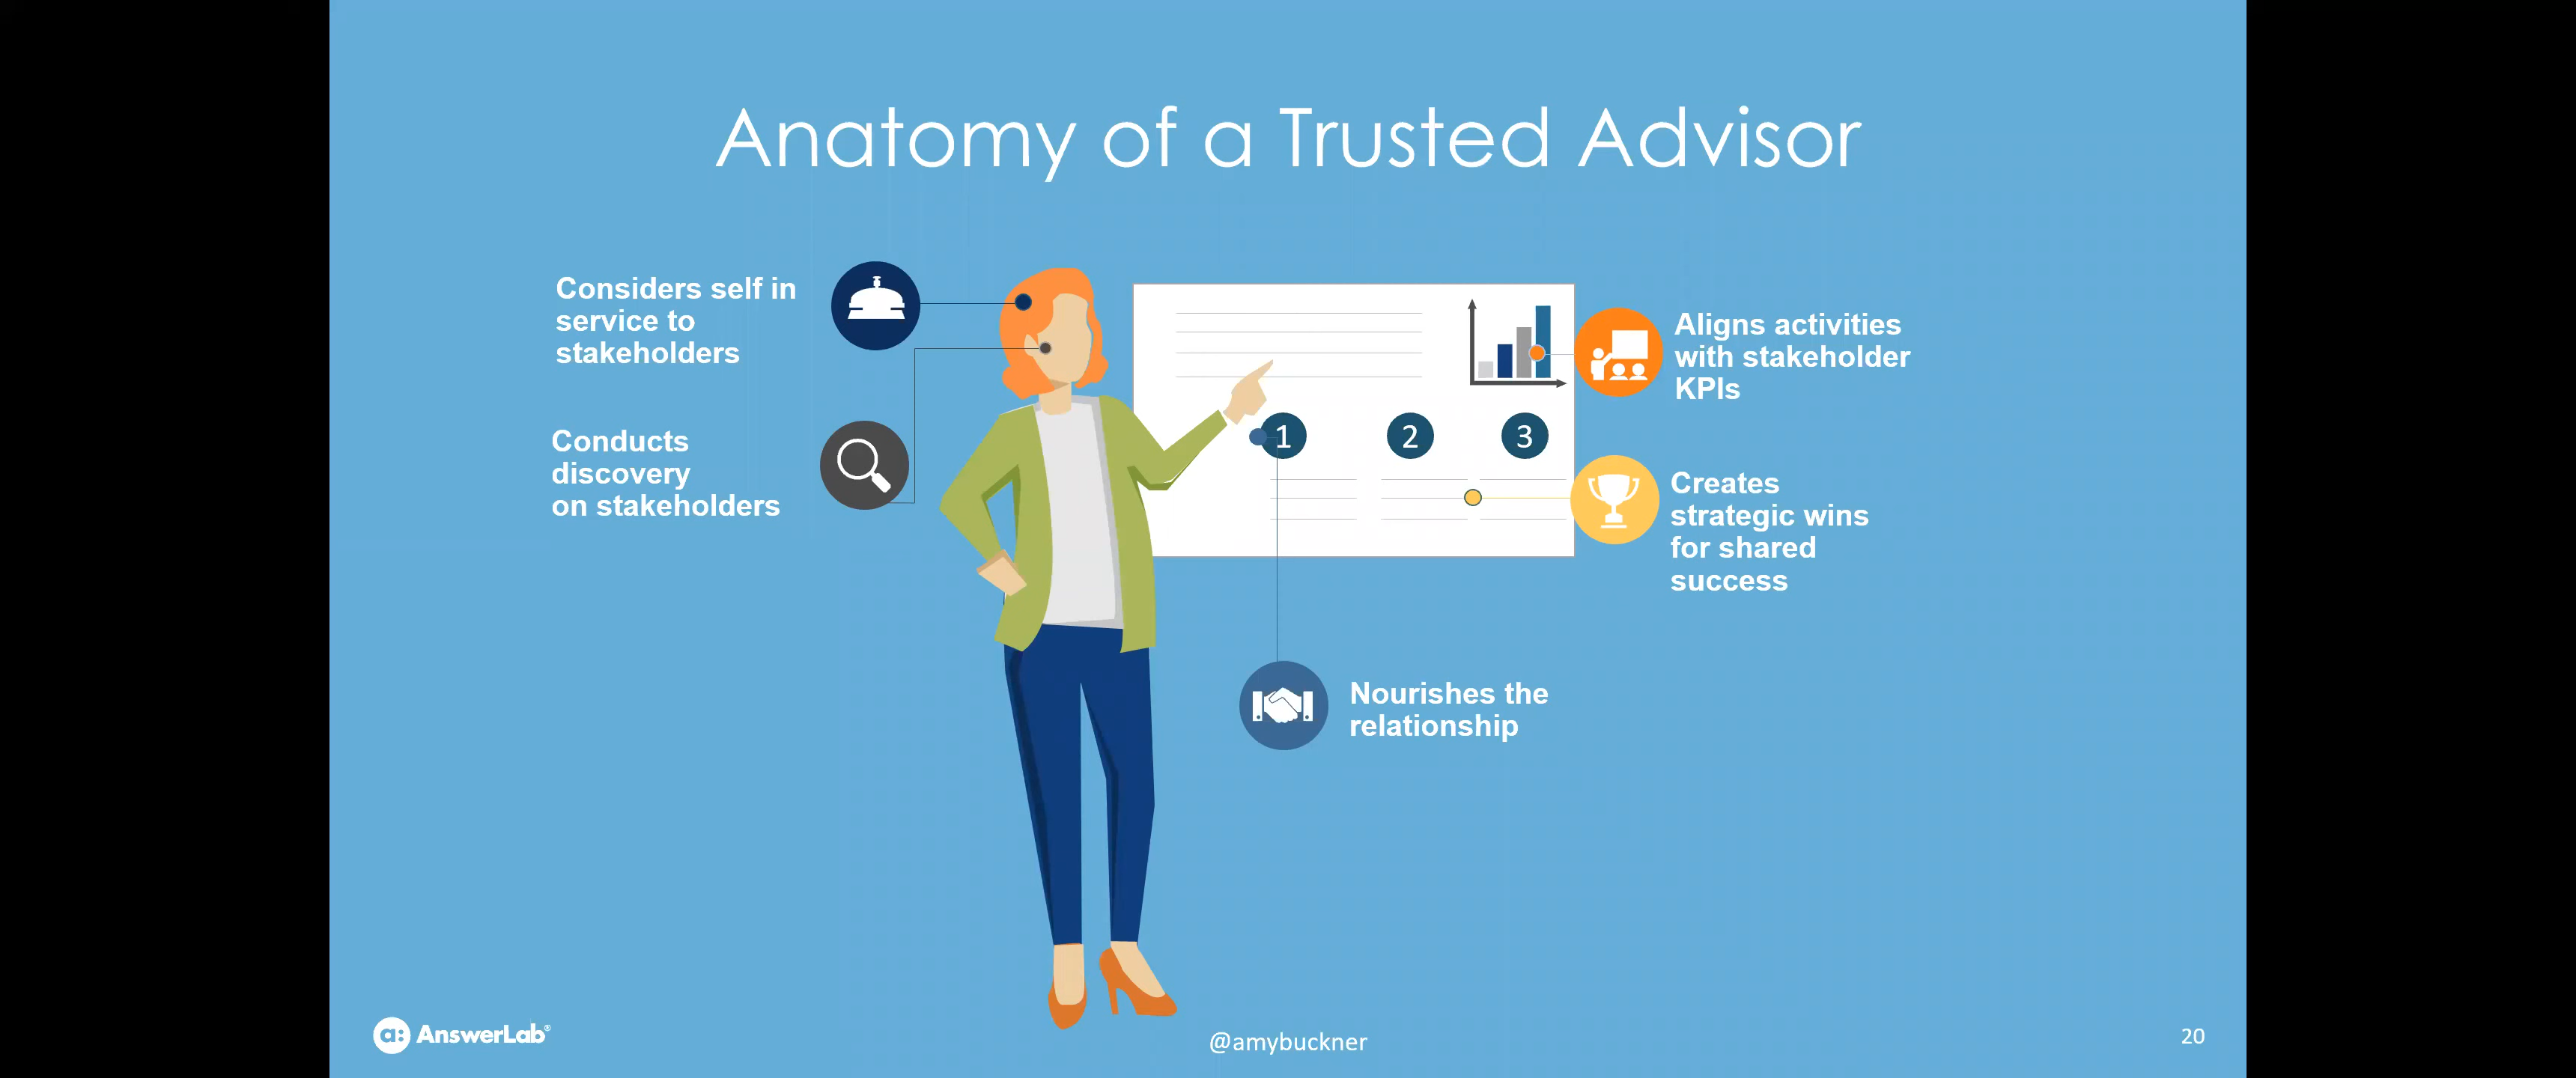 Anatomy of a Trusted Advisor
Considers self in
service to
stakeholders
Conducts
discovery
on stakeholders
1
2
3
Aligns activities
with stakeholder
KPIs
Creates
strategic wins
for shared
success
Nourishes the
relationship
a: AnswerLab®
@amybuckner
20